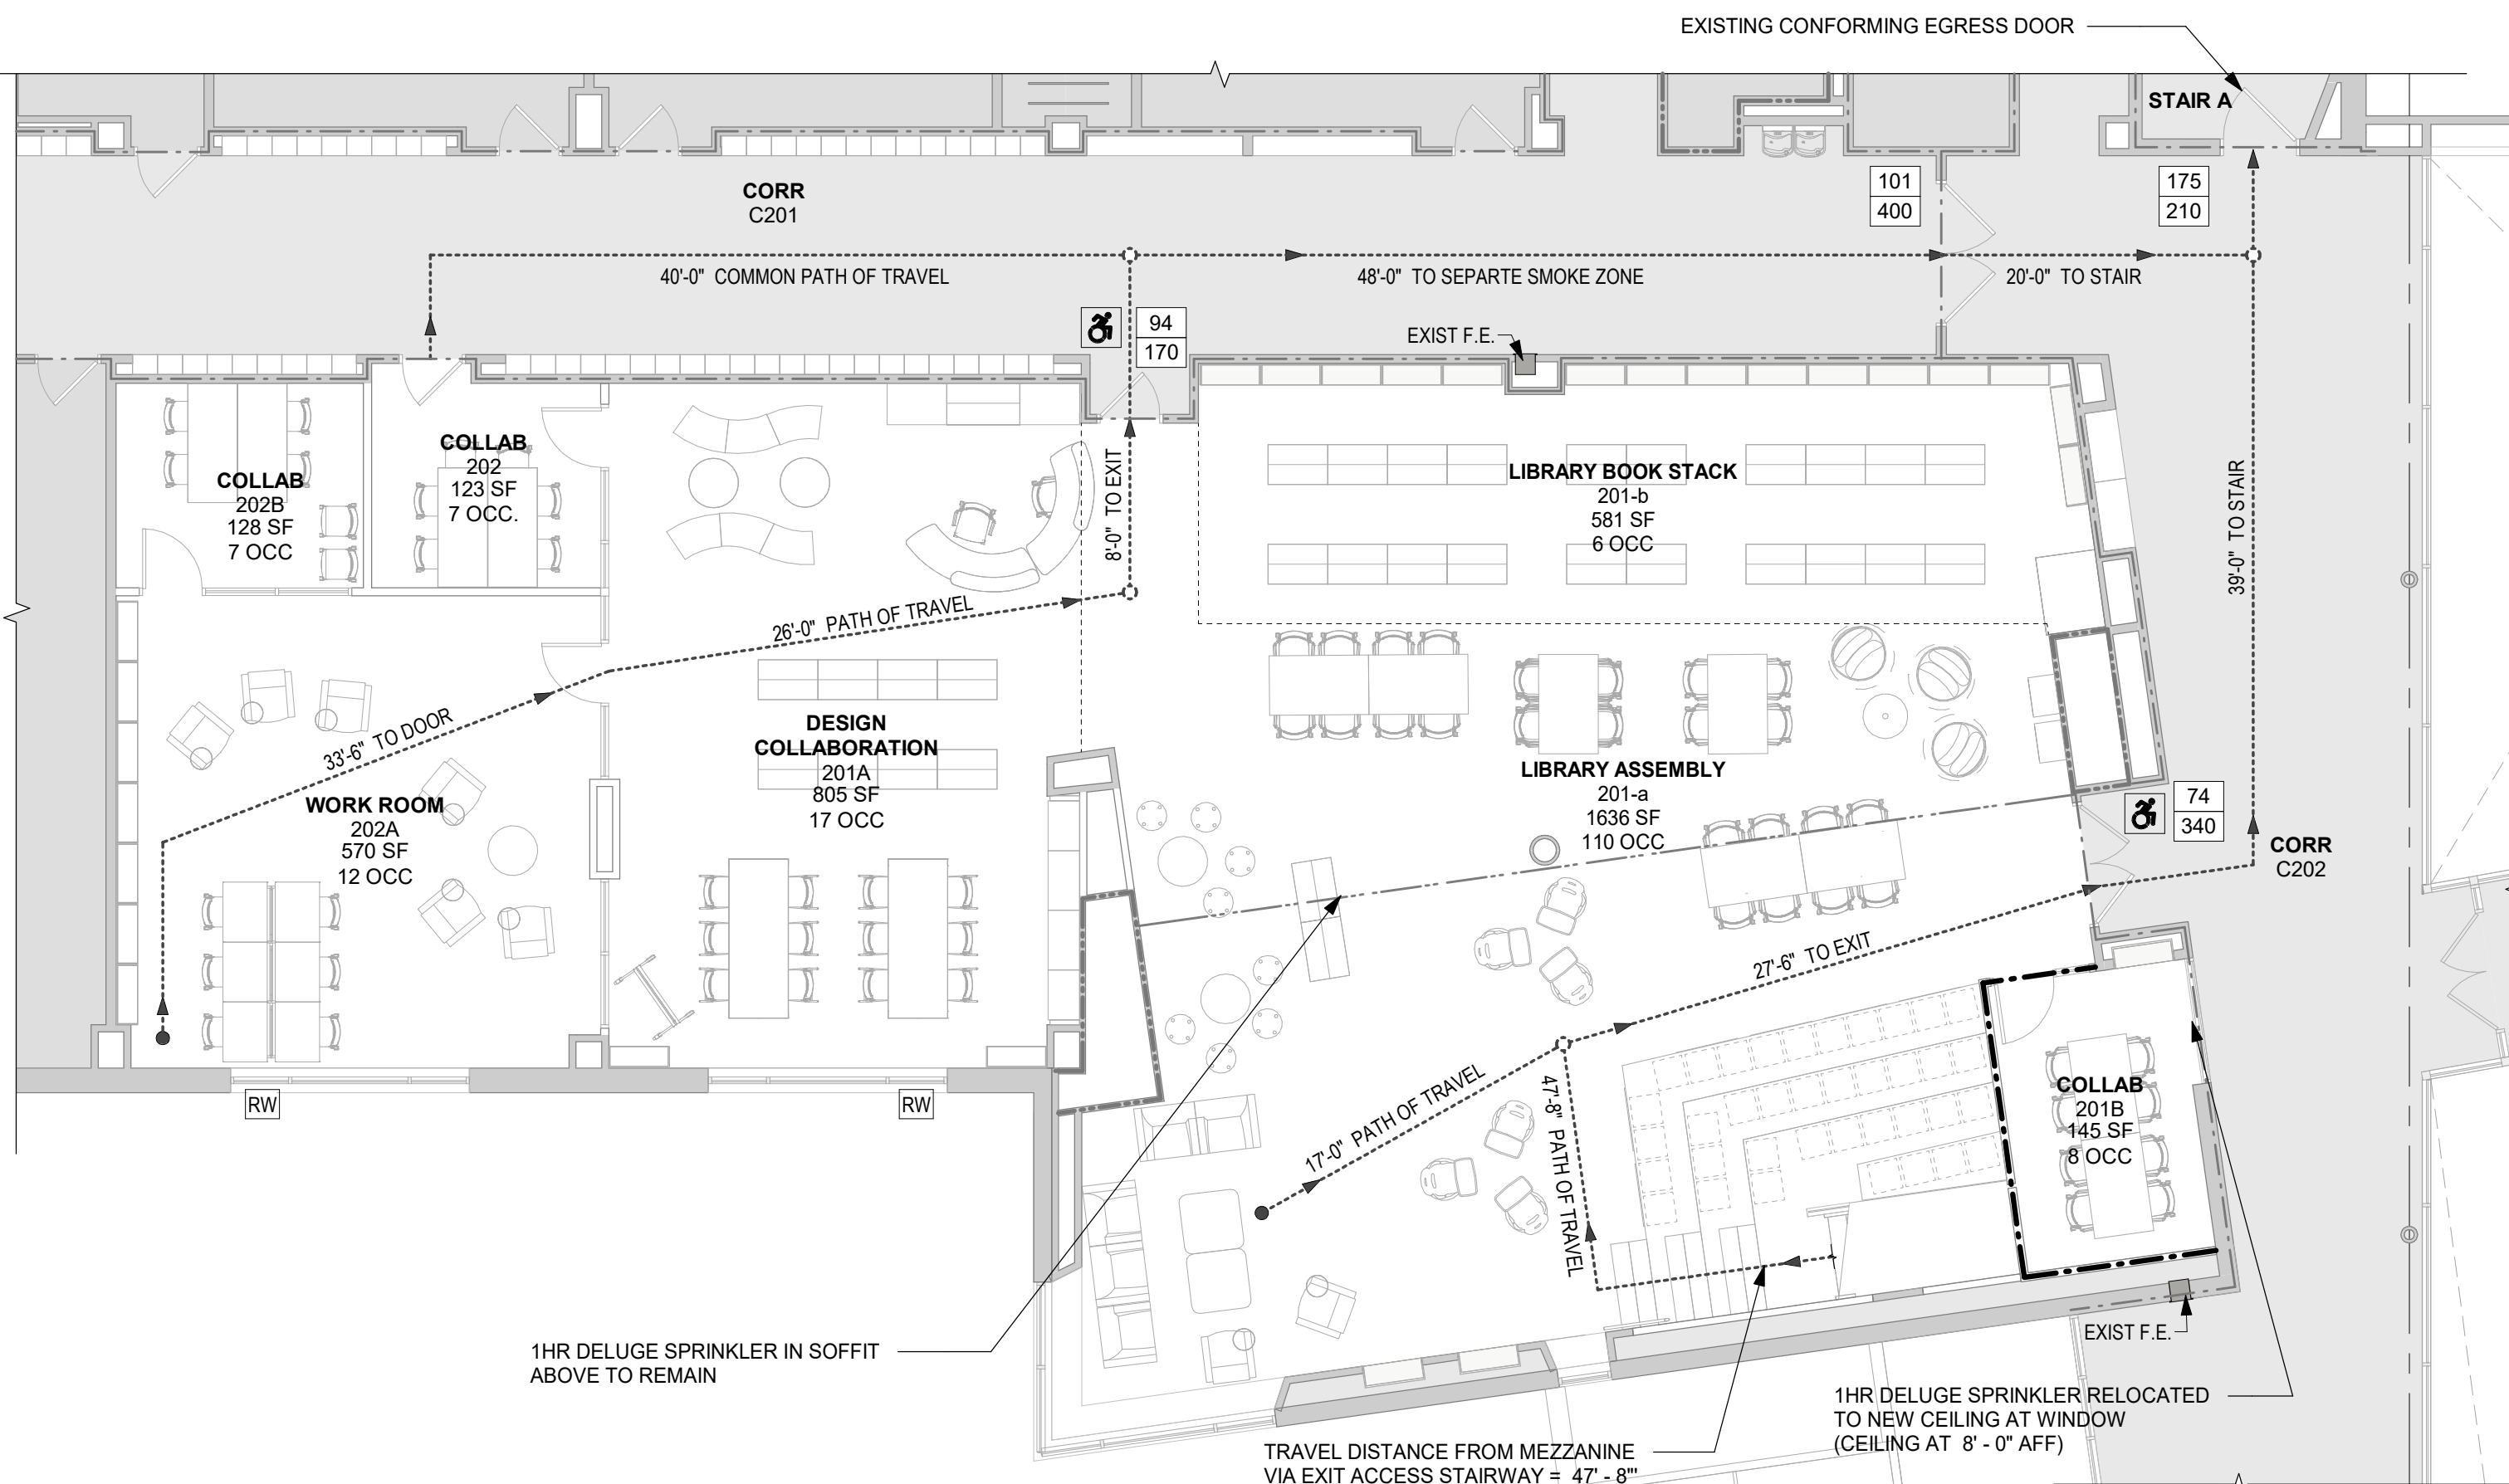 EXISTING CONFORMING EGRESS DOOR
STAIR A
CORR
C201
101
400
175
210
40'-0" COMMON PATH OF TRAVEL
48'-0" TO SEPARTE SMOKE ZONE
20'-0" TO STAIR
94
170
EXIST F.E.
COLLAB
202B
128 SF
7 OCC
COLLAB
202
123 SF
7 OCC.
8'-0" TO EXIT
LIBRARY BOOK STACK
201-b
581 SF
6 OCC
39'-0" TO STAIR
26'-0" PATH OF TRAVEL
33'-6" TO DOOR
DESIGN
COLLABORATION
201A
805 SF
17 OCC
WORK ROOM
202A
570 SF
12 OCC
LIBRARY ASSEMBLY
201-a
1636 SF
110 OCC
74
340
CORR
C202
27'-6" TO EXIT
17'-0" PATH OF TRAVEL
47'-8" PATH OF TRAVEL
RW
RW
COLLAB
201B
145 SF
8 OCC
EXIST F.E.
1HR DELUGE SPRINKLER IN SOFFIT
ABOVE TO REMAIN
1HR DELUGE SPRINKLER RELOCATED
TO NEW CEILING AT WINDOW
(CEILING AT 8' - 0" AFF)
TRAVEL DISTANCE FROM MEZZANINE
VIA EXIT ACCESS STAIRWAY = 47' - 8'"